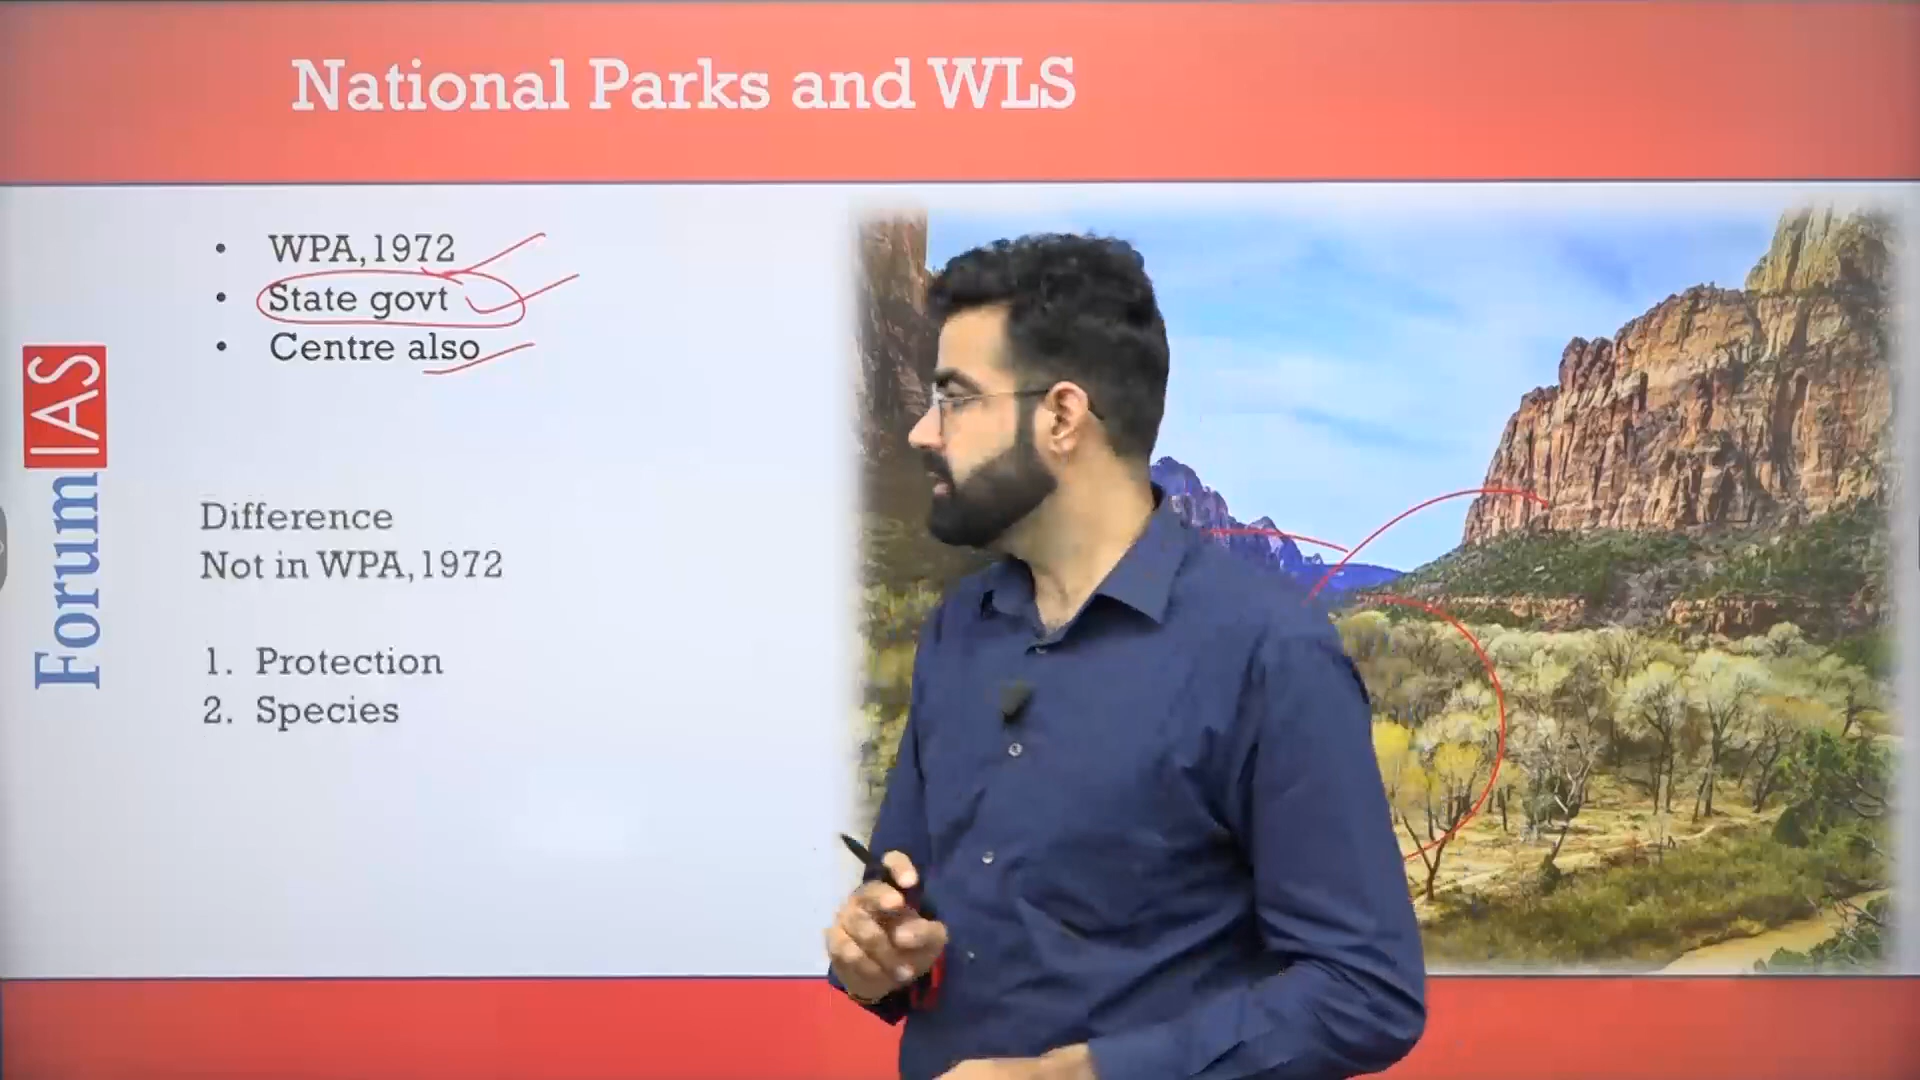 National Parks and WLS
• WPA,1972
• State govt
• Centre also
ForumIAS
Difference
Not in WPA,1972
1. Protection
2. Species